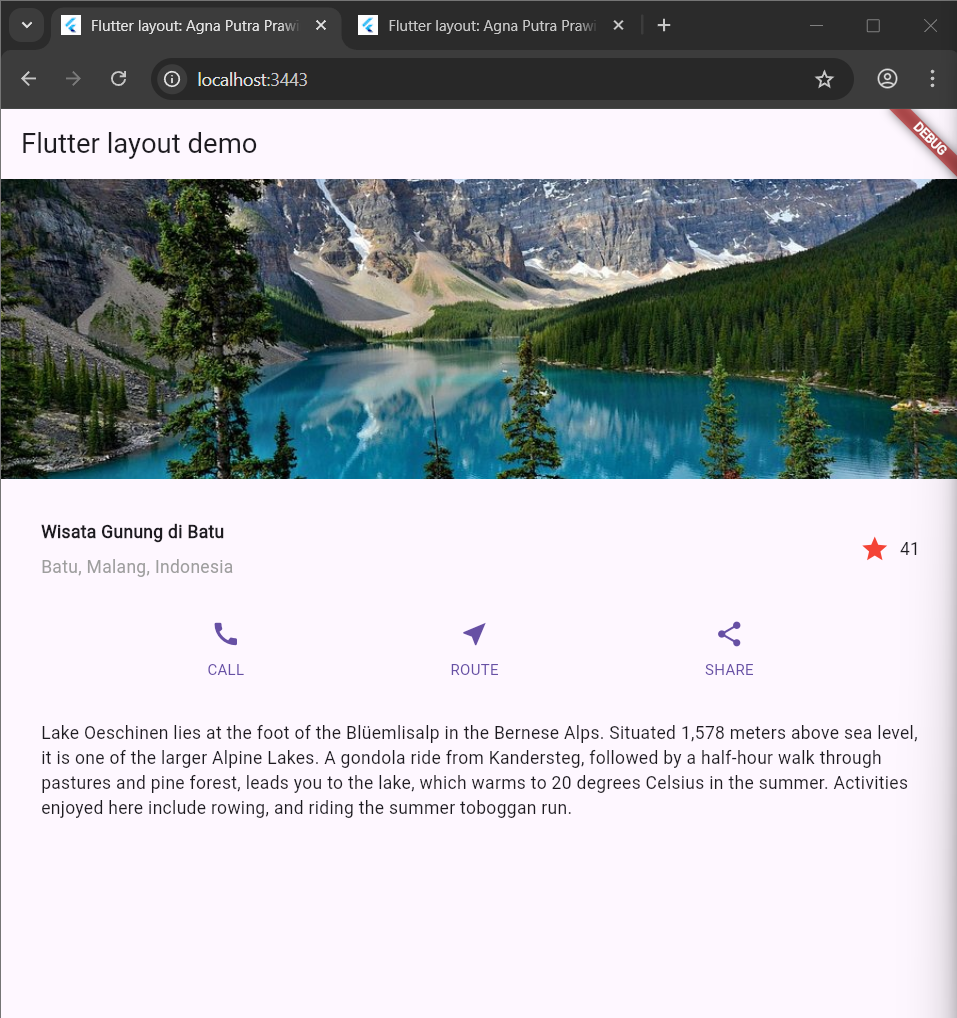 Flutter layout: Agna Putra Prawi
Flutter layout: Agna Putra Prawi
localhost:3443
Flutter layout demo
DEBUG
Wisata Gunung di Batu
41
Batu, Malang, Indonesia
CALL ROUTE SHARE
Lake Oeschinen lies at the foot of the Blüemlisalp in the Bernese Alps. Situated 1,578 meters above sea level,
it is one of the larger Alpine Lakes. A gondola ride from Kandersteg, followed by a half-hour walk through
pastures and pine forest, leads you to the lake, which warms to 20 degrees Celsius in the summer. Activities
enjoyed here include rowing, and riding the summer toboggan run.